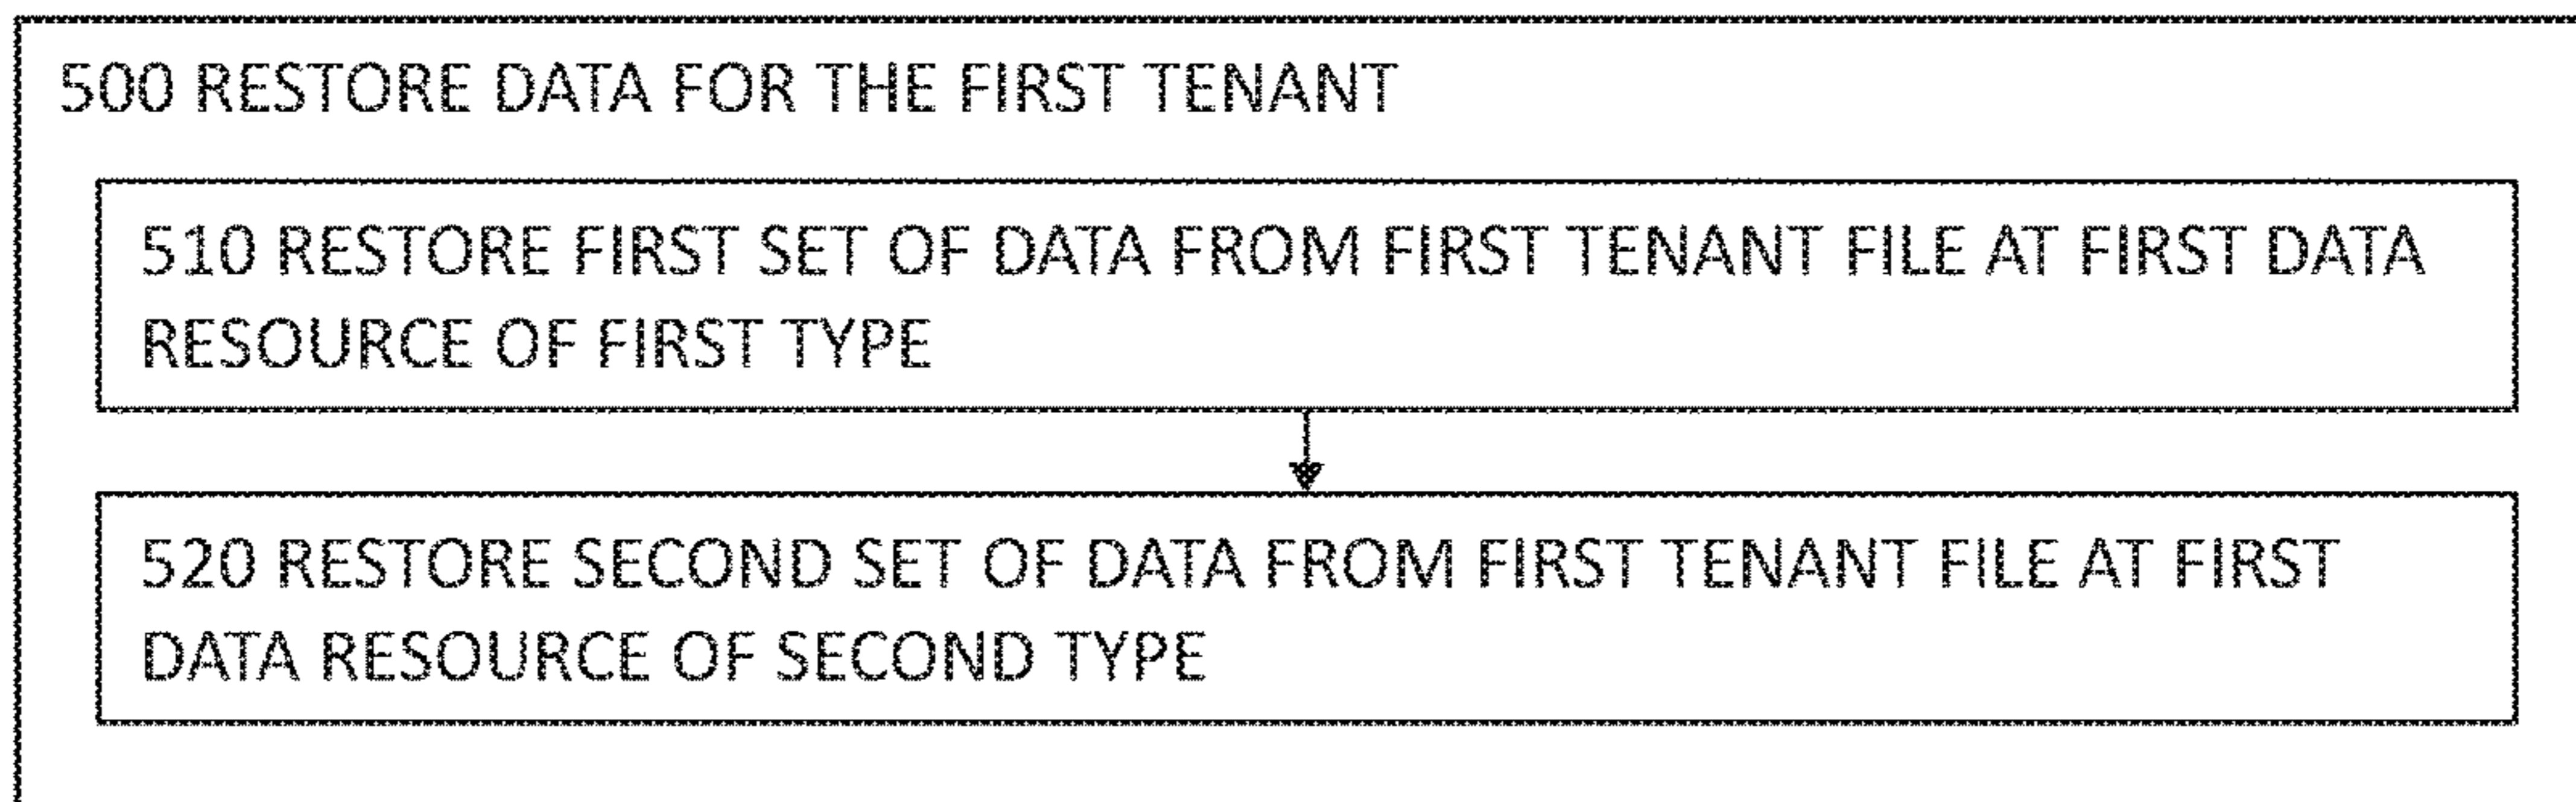 500 RESTORE DATA FOR THE FIRST TENANT
510 RESTORE FIRST SET OF DATA FROM FIRST TENANT FILE AT FIRST DATA
RESOURCE OF FIRST TYPE
520 RESTORE SECOND SET OF DATA FROM FIRST TENANT FILE AT FIRST
DATA RESOURCE OF SECOND TYPE